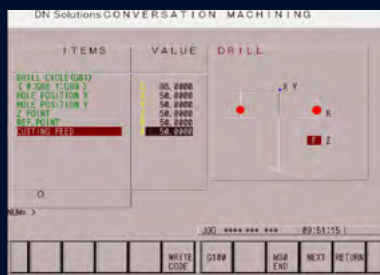 DN Solutions CONVERSATION MACHINING
ITEMS VALUE DRILL
DRILL CYCLE(G81)
HOLE POSITION X 50.0000
HOLE POSITION Y 50.0000
Z POINT 50.0000
REF.POINT 50.0000
CUTTING FEED 50.0000
X Y
R
F Z
O
NUM= >
JOG **** *** *** 09:51:15
WRITE CODE G100 M30 END NEXT RETURN